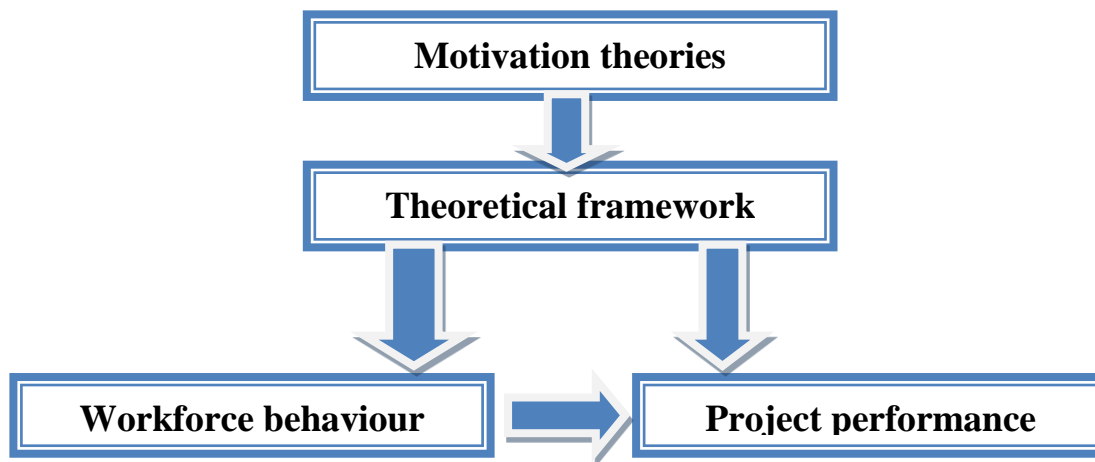 Motivation theories
Theoretical framework
Workforce behaviour
Project performance